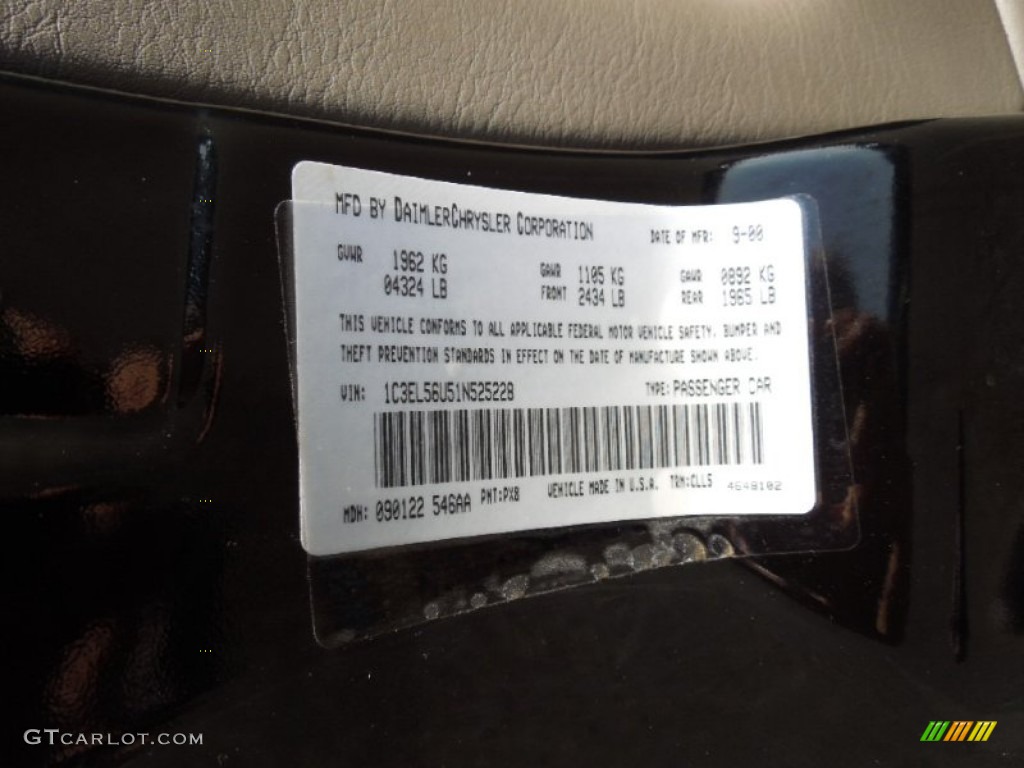 MFD BY DAIMLERCHRYSLER CORPORATION DATE OF MFR: 9-00
GVWR 1962 KG GAWR 1105 KG GAWR 0892 KG
04324 LB FRONT 2434 LB REAR 1965 LB
THIS VEHICLE CONFORMS TO ALL APPLICABLE FEDERAL MOTOR VEHICLE SAFETY, BUMPER AND
THEFT PREVENTION STANDARDS IN EFFECT ON THE DATE OF MANUFACTURE SHOWN ABOVE.
VIN: 1C3EL56U51N525228 TYPE: PASSENGER CAR
MDH: 090122 546AA PNT:PX8 VEHICLE MADE IN U.S.A. TRM:CLL5 4648102
GTCARLOT.COM